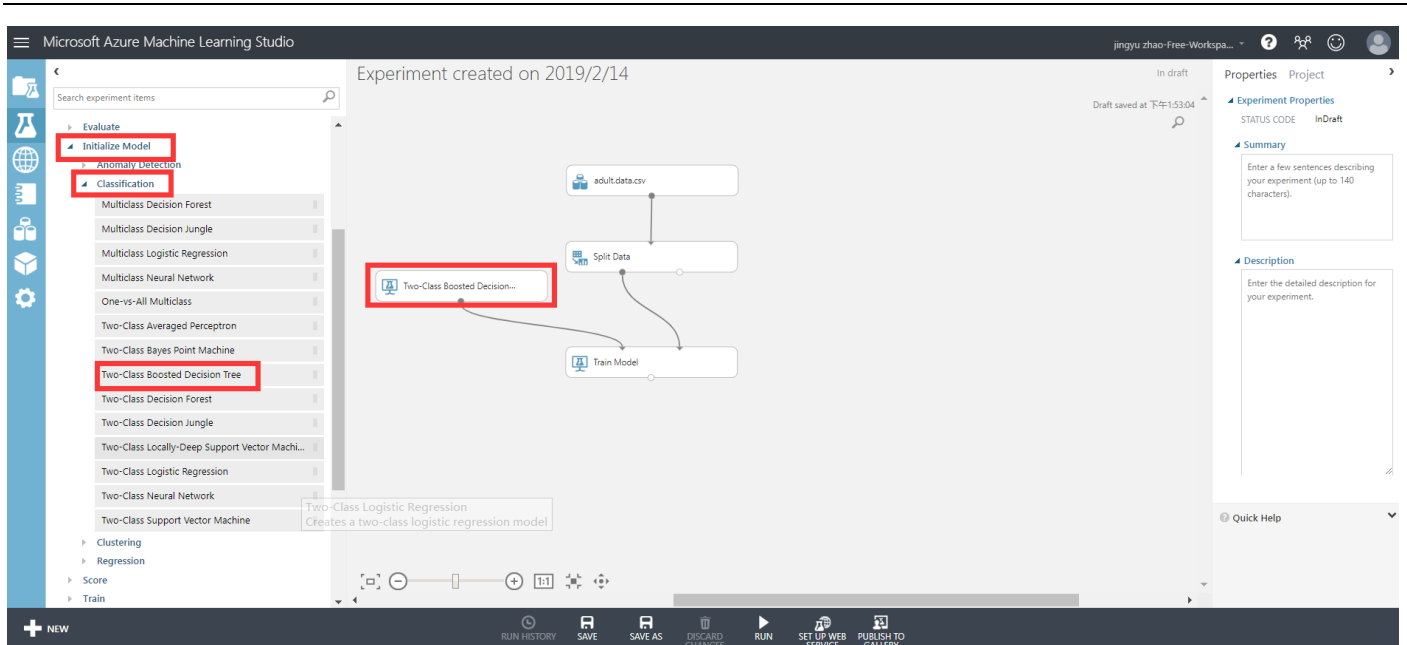 Microsoft Azure Machine Learning Studio
jingyu zhao-Free-Workspa...
Search experiment items
Evaluate
Initialize Model
Anomaly Detection
Classification
Multiclass Decision Forest
Multiclass Decision Jungle
Multiclass Logistic Regression
Multiclass Neural Network
One-vs-All Multiclass
Two-Class Averaged Perceptron
Two-Class Bayes Point Machine
Two-Class Boosted Decision Tree
Two-Class Decision Forest
Two-Class Decision Jungle
Two-Class Locally-Deep Support Vector Machi...
Two-Class Logistic Regression
Two-Class Neural Network
Two-Class Support Vector Machine
Clustering
Regression
Score
Train
Experiment created on 2019/2/14
In draft
Draft saved at 下午1:53:04
adult.data.csv
Split Data
Two-Class Boosted Decision...
Train Model
Two-Class Logistic Regression
Creates a two-class logistic regression model
1:1
Properties Project
Experiment Properties
STATUS CODE InDraft
Summary
Enter a few sentences describing
your experiment (up to 140
characters).
Description
Enter the detailed description for
your experiment.
Quick Help
NEW
RUN HISTORY
SAVE
SAVE AS
DISCARD
CHANGES
RUN
SET UP WEB
SERVICE
PUBLISH TO
GALLERY